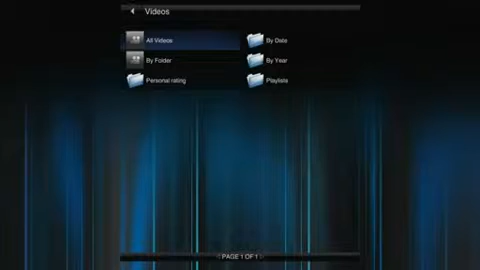 Videos
All Videos
By Date
By Folder
By Year
Personal rating
Playlists
PAGE 1 OF 1